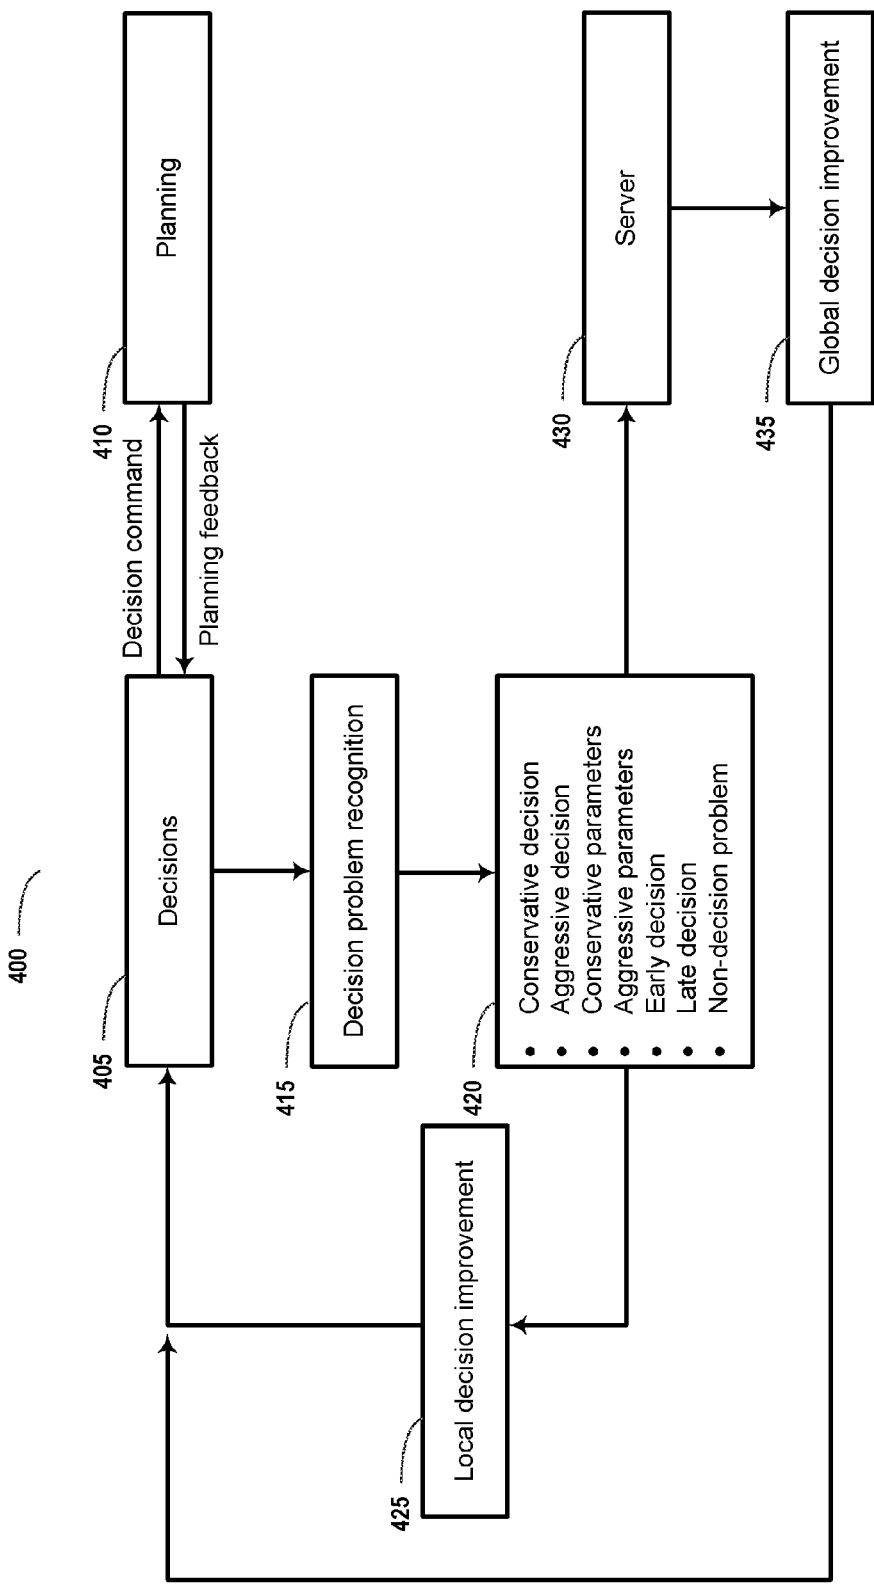 400
405
Decisions
Decision command
Planning feedback
410
Planning
415
Decision problem recognition
420
• Conservative decision
• Aggressive decision
• Conservative parameters
• Aggressive parameters
• Early decision
• Late decision
• Non-decision problem
425
Local decision improvement
430
Server
435
Global decision improvement